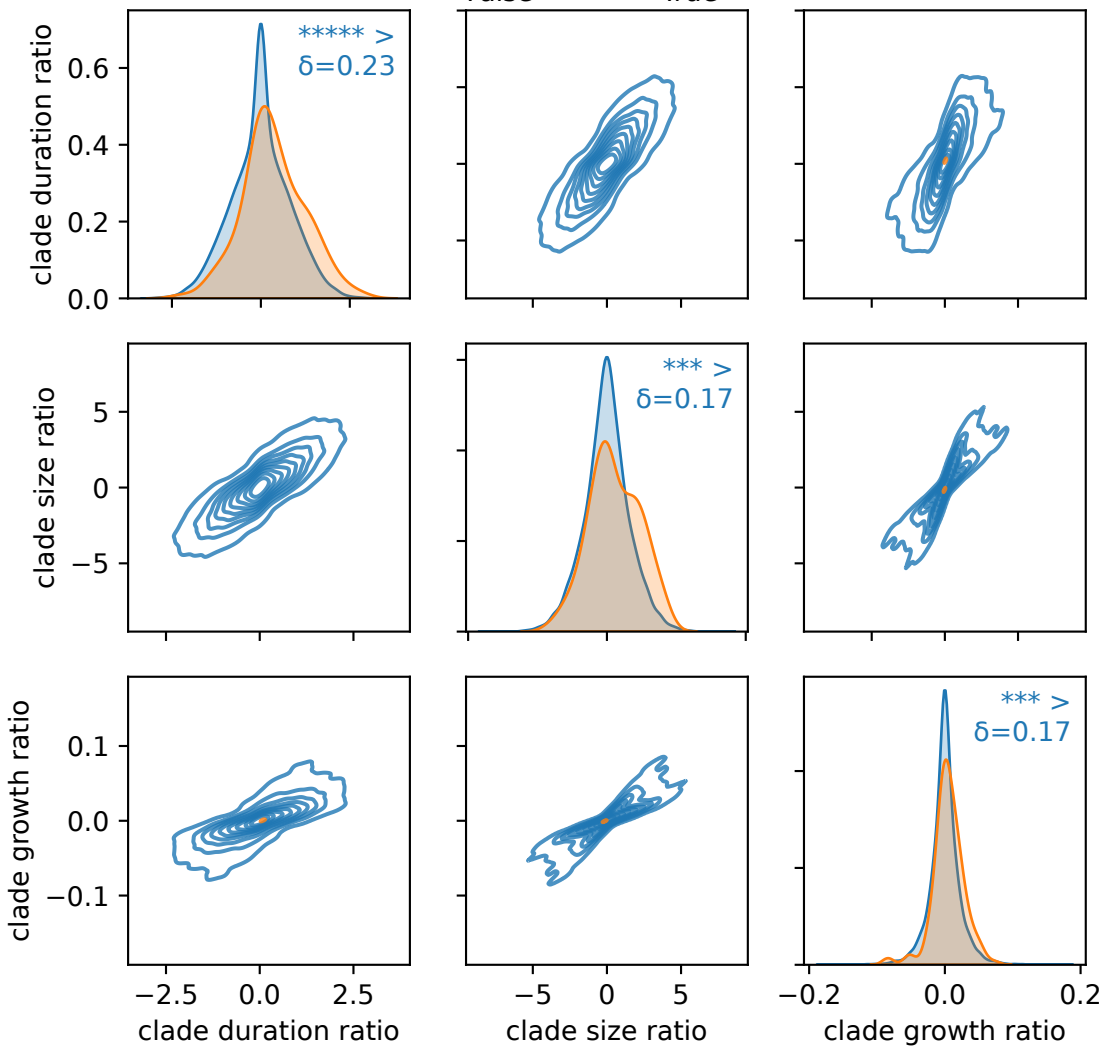 clade duration ratio
0.6
0.4
0.2
0.0
***** >
δ=0.23
clade size ratio
5
0
−5
*** >
δ=0.17
clade growth ratio
0.1
0.0
−0.1
*** >
δ=0.17
−2.5 0.0 2.5
−5 0 5
−0.2 0.0 0.2
clade duration ratio
clade size ratio
clade growth ratio